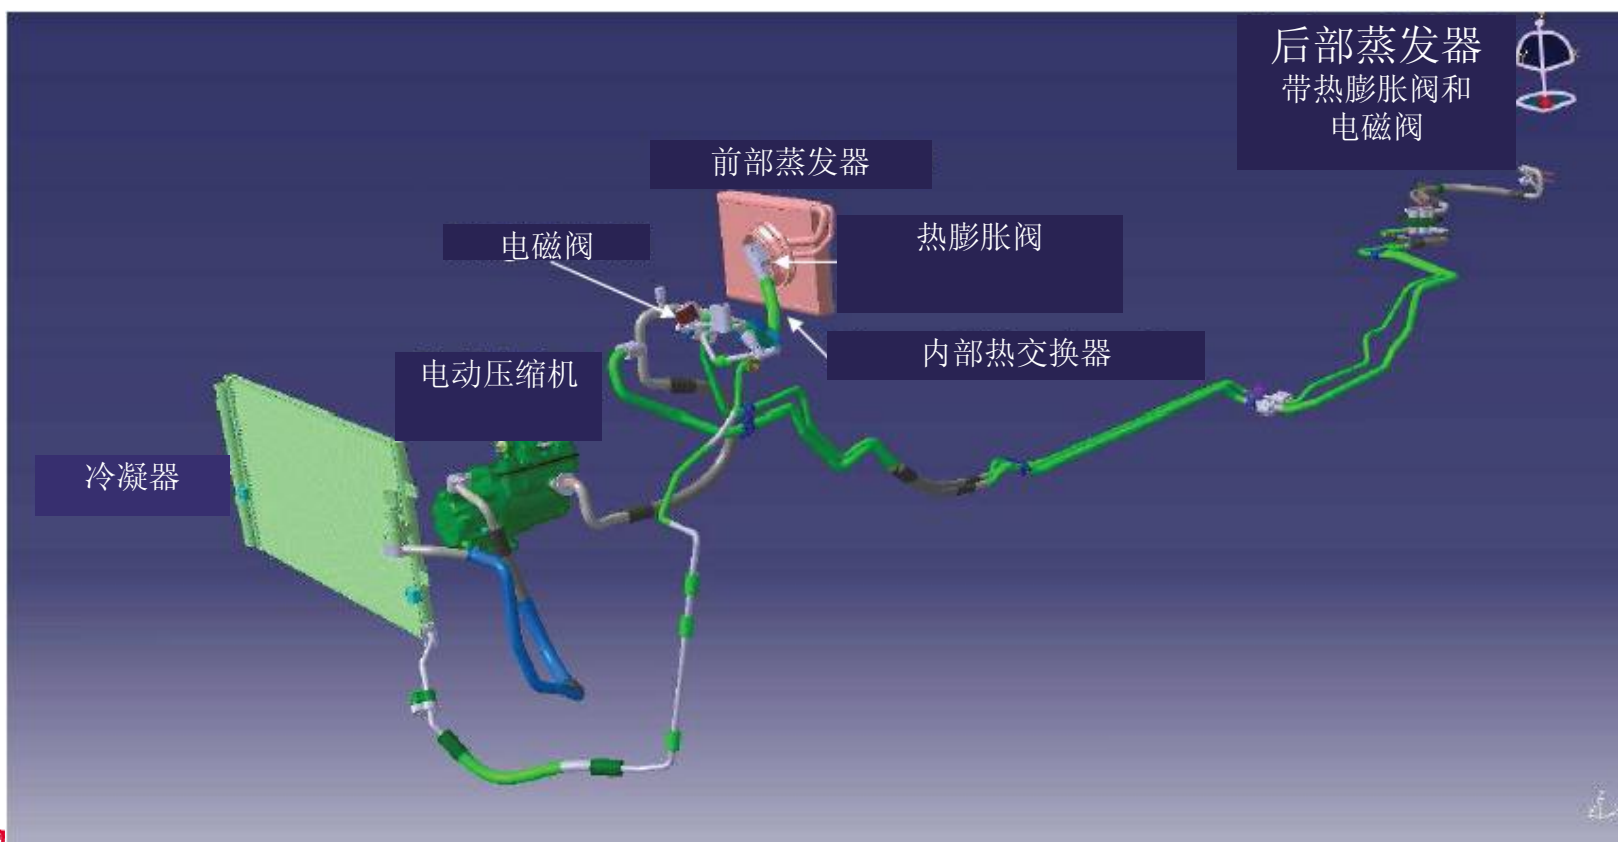 后部蒸发器
带热膨胀阀和
电磁阀
前部蒸发器
电磁阀
热膨胀阀
内部热交换器
电动压缩机
冷凝器